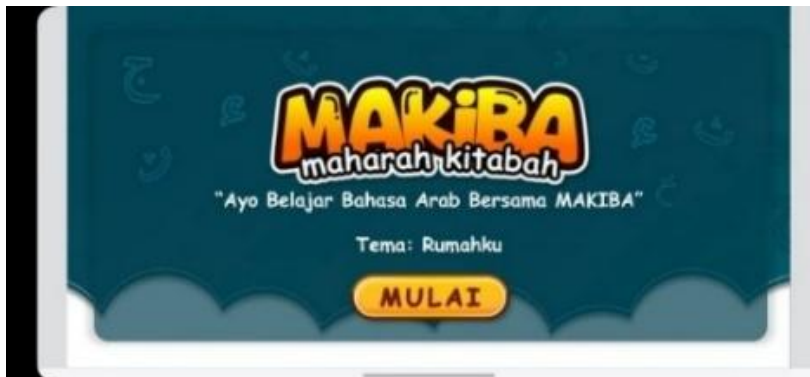 MAKiBA
maharah kitabah
"Ayo Belajar Bahasa Arab Bersama MAKIBA"
Tema: Rumahku
MULAI